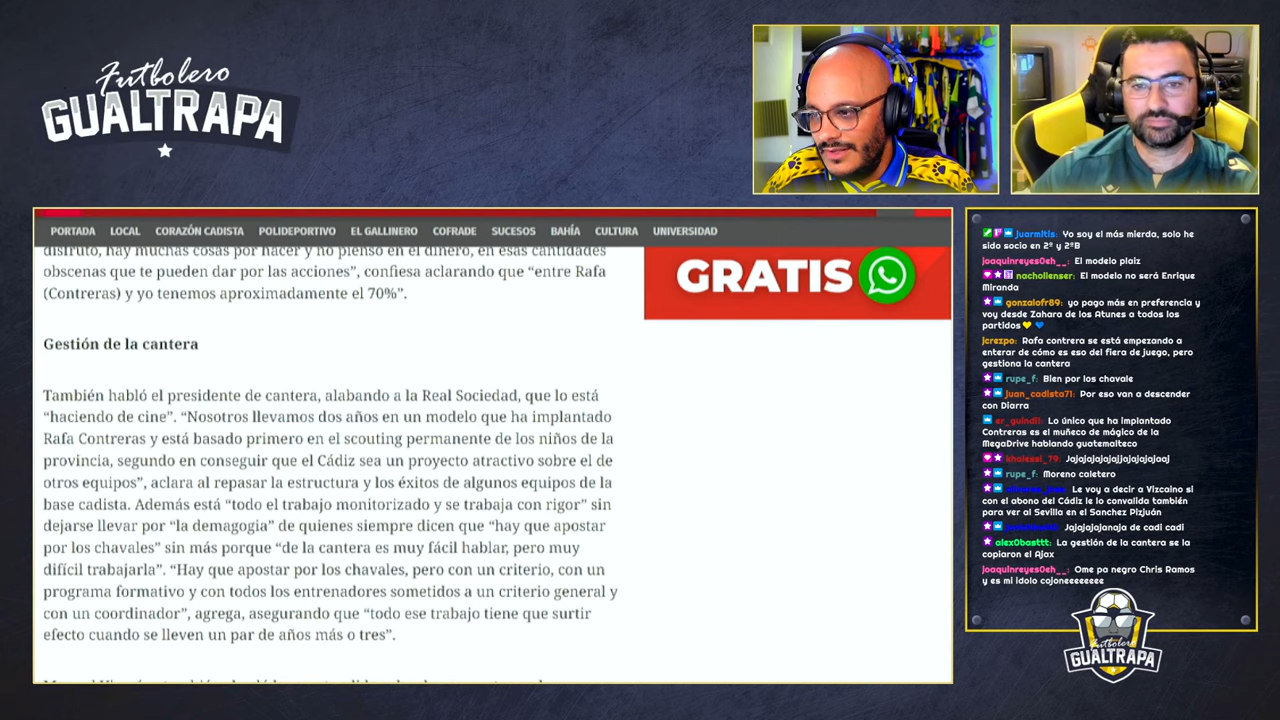 Futbolero
GUALTRAPA
PORTADA LOCAL CORAZÓN CADISTA POLIDEPORTIVO EL GALLINERO COFRADE SUCESOS BAHÍA CULTURA UNIVERSIDAD
disfruto, hay muchas cosas por hacer y no pienso en el dinero, en esas cantidades
obscenas que te pueden dar por las acciones”, confiesa aclarando que “entre Rafa
(Contreras) y yo tenemos aproximadamente el 70%”.
GRATIS
Gestión de la cantera
También habló el presidente de cantera, alabando a la Real Sociedad, que lo está
“haciendo de cine”. “Nosotros llevamos dos años en un modelo que ha implantado
Rafa Contreras y está basado primero en el scouting permanente de los niños de la
provincia, segundo en conseguir que el Cádiz sea un proyecto atractivo sobre el de
otros equipos”, aclara al repasar la estructura y los éxitos de algunos equipos de la
base cadista. Además está “todo el trabajo monitorizado y se trabaja con rigor” sin
dejarse llevar por “la demagogia” de quienes siempre dicen que “hay que apostar
por los chavales” sin más porque “de la cantera es muy fácil hablar, pero muy
difícil trabajarla”. “Hay que apostar por los chavales, pero con un criterio, con un
programa formativo y con todos los entrenadores sometidos a un criterio general y
con un coordinador”, agrega, asegurando que “todo ese trabajo tiene que surtir
efecto cuando se lleven un par de años más o tres”.
juormitis: Yo soy el más mierda, solo he
sido socio en 2ª y 2ªB
joaquinreyes0eh__: El modelo plaiz
nachollenser: El modelo no será Enrique
Miranda
gonzalofr89: yo pago más en preferencia y
voy desde Zahara de los Atunes a todos los
partidos
jcrezpo: Rafa contrera se está empezando a
enterar de cómo es eso del fiera de juego, pero
gestiona la cantera
rupe_f: Bien por los chavale
juan_cadista71: Por eso van a descender
con Diarra
er_guindil: Lo único que ha implantado
Contreras es el muñeco de mágico de la
MegaDrive hablando guatemalteco
khalessi_79: Jajajajajajjajajajajaaj
rupe_f: Moreno caletero
Le voy a decir a Vizcaino si
con el abono del Cádiz le lo convalida también
para ver al Sevilla en el Sanchez Pizjuán
Jajajajajanaja de cadi cadi
alex0basttt: La gestión de la cantera se la
copiaron el Ajax
joaquinreyes0eh__: Ome pa negro Chris Ramos
y es mi idolo cojoneeeeeeee
Futbolero
GUALTRAPA